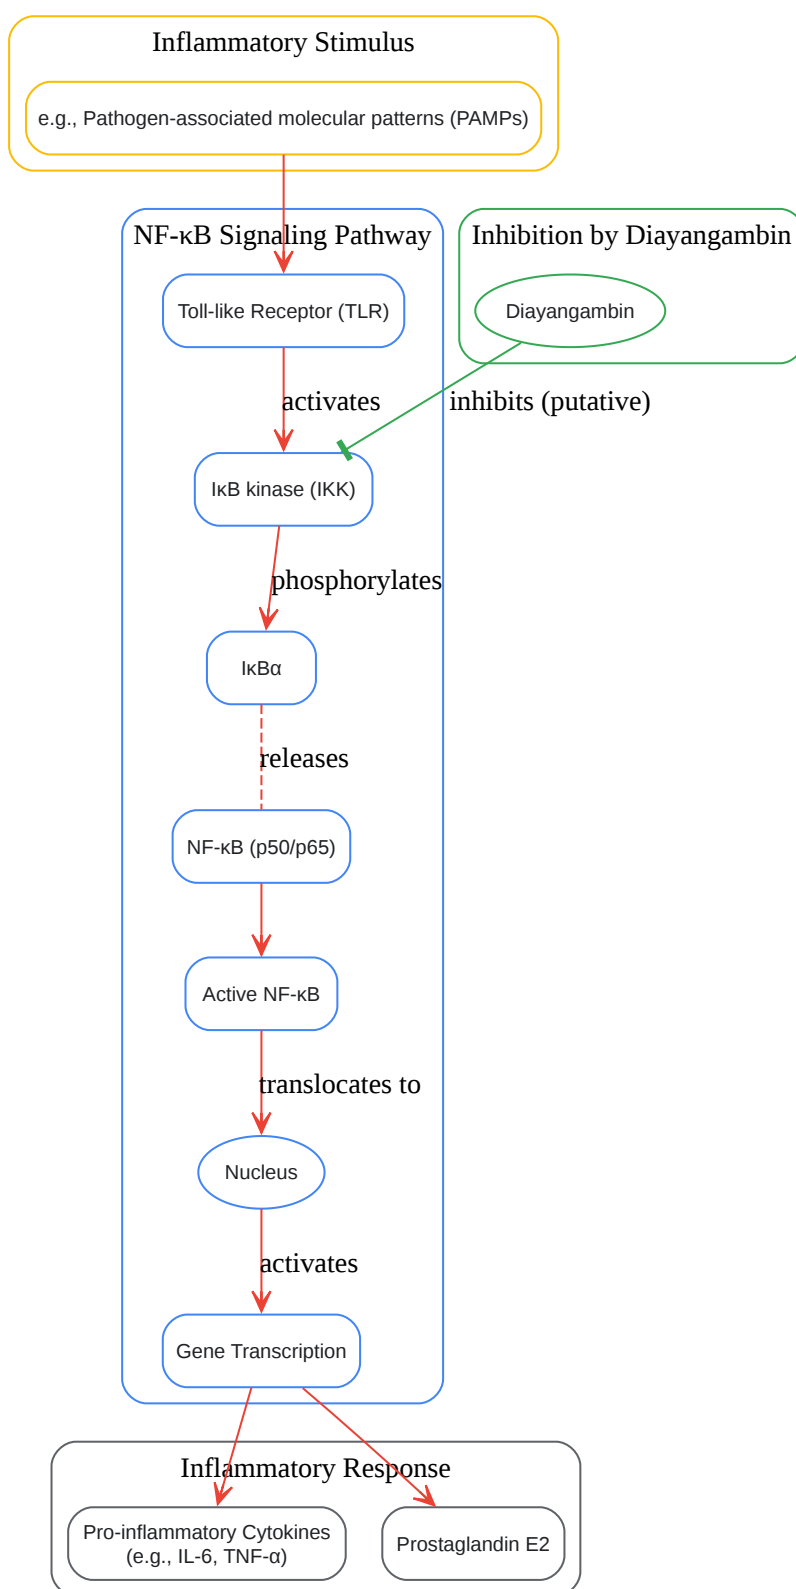 Inflammatory Stimulus
e.g., Pathogen-associated molecular patterns (PAMPs)
NF-κB Signaling Pathway
Inhibition by Diayangambin
Toll-like Receptor (TLR)
Diayangambin
activates
inhibits (putative)
IκB kinase (IKK)
phosphorylates
IκBα
releases
NF-κB (p50/p65)
Active NF-κB
translocates to
Nucleus
activates
Gene Transcription
Inflammatory Response
Pro-inflammatory Cytokines
(e.g., IL-6, TNF-α)
Prostaglandin E2